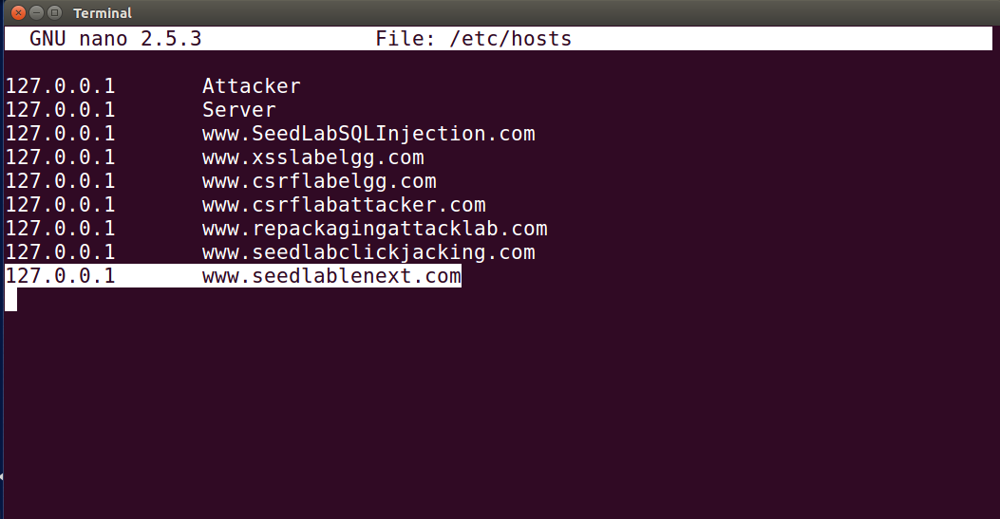 Terminal
GNU nano 2.5.3 File: /etc/hosts
127.0.0.1 Attacker
127.0.0.1 Server
127.0.0.1 www.SeedLabSQLInjection.com
127.0.0.1 www.xsslabelgg.com
127.0.0.1 www.csrflabelgg.com
127.0.0.1 www.csrflabattacker.com
127.0.0.1 www.repackagingattacklab.com
127.0.0.1 www.seedlabclickjacking.com
127.0.0.1 www.seedlablenext.com